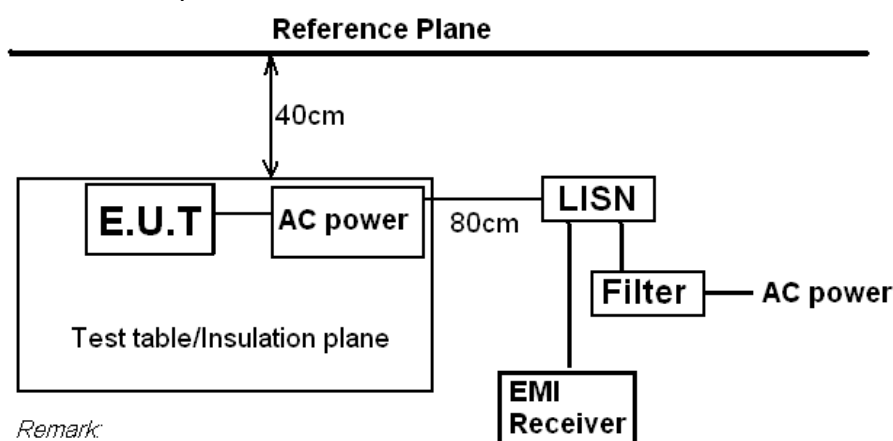 Reference Plane
40cm
E.U.T
AC power
80cm
LISN
Filter
AC power
Test table/Insulation plane
EMI
Receiver
Remark: